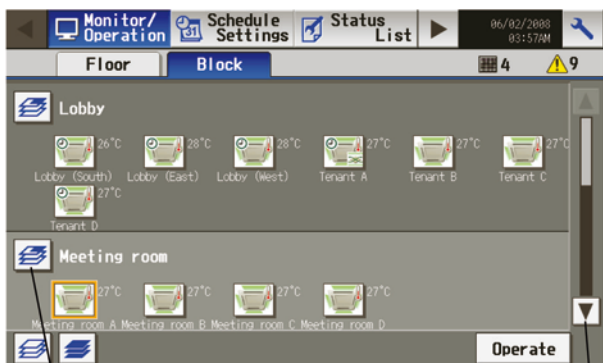 Monitor/ Operation
Schedule Settings
Status List
06/02/2008
03:57AM
Floor
Block
4
9
Lobby
26°C 28°C 28°C 27°C 27°C 27°C
Lobby (South) Lobby (East) Lobby (West) Tenant A Tenant B Tenant C
27°C
Tenant D
Meeting room
27°C 27°C 27°C 27°C
Meeting room A Meeting room B Meeting room C Meeting room D
Operate